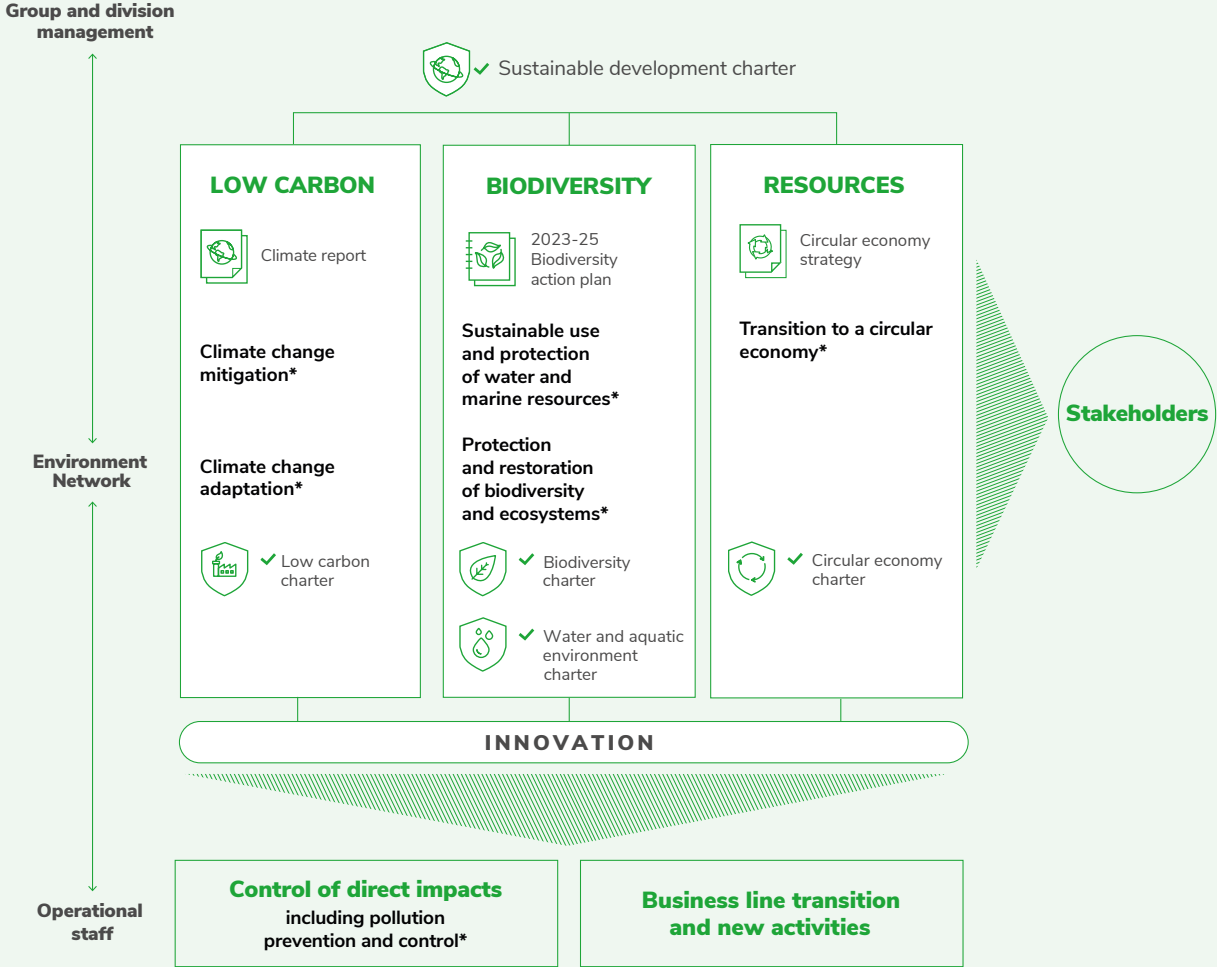 Group and division
management
Sustainable development charter
LOW CARBON
Climate report
Climate change
mitigation*
Climate change
adaptation*
Low carbon
charter
BIODIVERSITY
2023-25
Biodiversity
action plan
Sustainable use
and protection
of water and
marine resources*
Protection
and restoration
of biodiversity
and ecosystems*
Biodiversity
charter
Water and aquatic
environment
charter
RESOURCES
Circular economy
strategy
Transition to a circular
economy*
Circular economy
charter
Stakeholders
Environment
Network
INNOVATION
Operational
staff
Control of direct impacts
including pollution
prevention and control*
Business line transition
and new activities